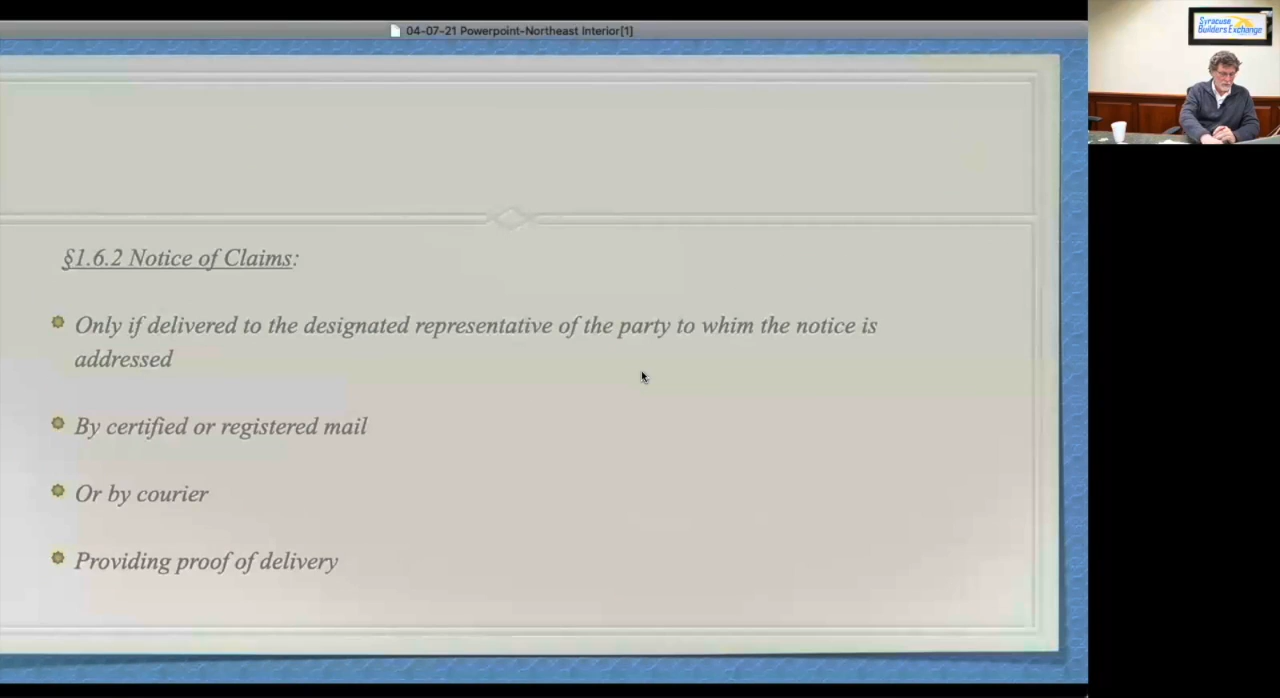 04-07-21 Powerpoint-Northeast Interior[1]
Syracuse
Builders Exchange
§1.6.2 Notice of Claims:
Only if delivered to the designated representative of the party to whim the notice is
addressed
By certified or registered mail
Or by courier
Providing proof of delivery